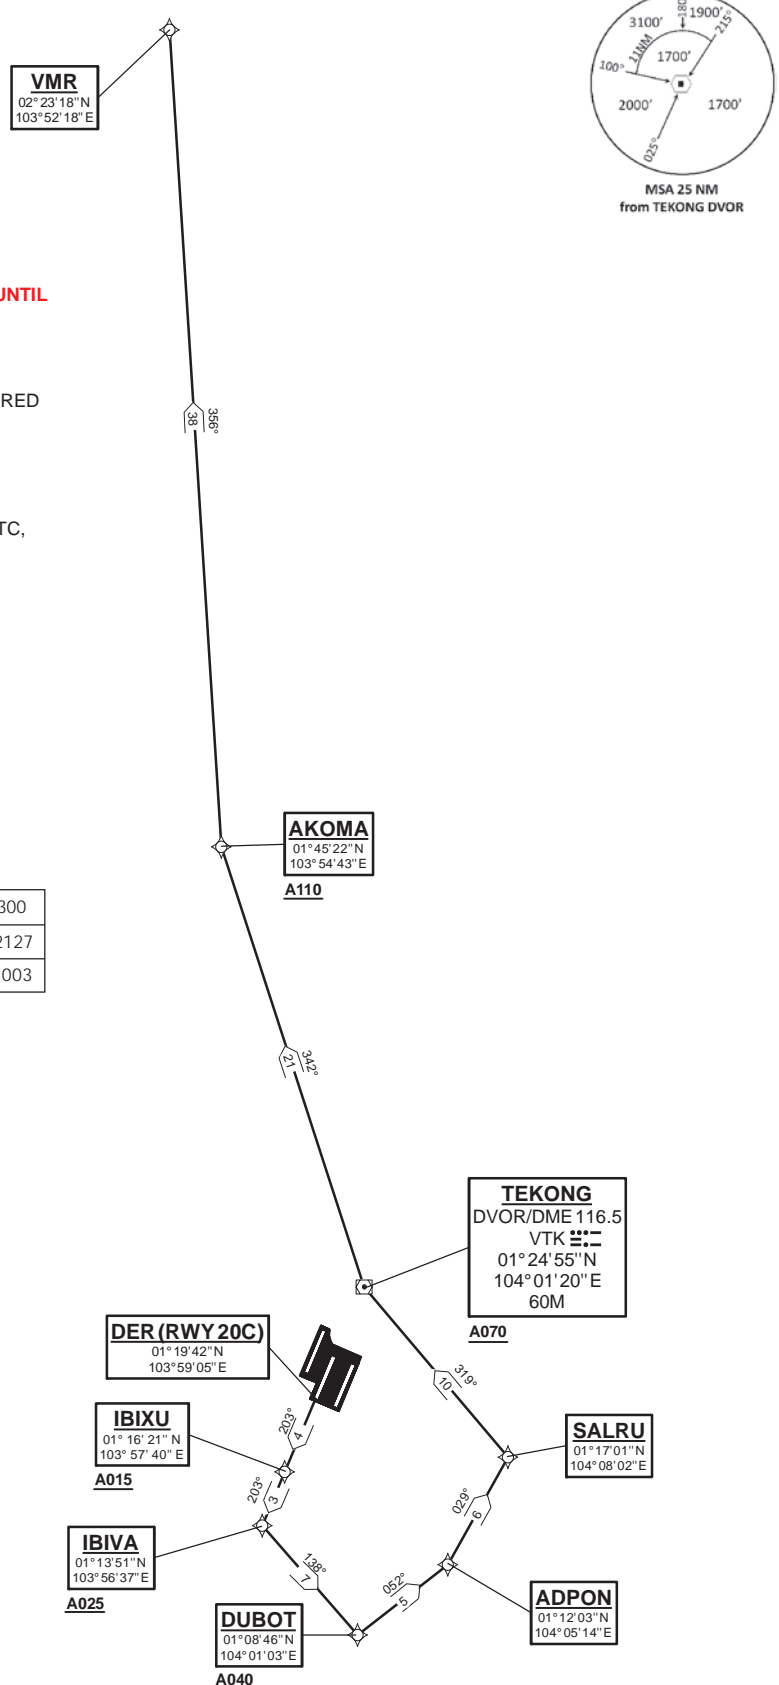 3100'
180
1900'
215°
11NM
1700'
100°
2000'
1700'
025°
MSA 25 NM
from TEKONG DVOR
VMR
02°23'18"N
103°52'18"E
UNTIL
RED
356°
38
TC,
AKOMA
01°45'22"N
103°54'43"E
A110
300
2127
003
342°
21
TEKONG
DVOR/DME 116.5
VTK
01°24'55"N
104°01'20"E
60M
A070
DER (RWY 20C)
01°19'42"N
103°59'05"E
319°
10
203°
4
IBIXU
01° 16' 21" N
103° 57' 40" E
A015
SALRU
01°17'01"N
104°08'02"E
203°
3
029°
6
IBIVA
01°13'51"N
103°56'37"E
A025
138°
7
052°
5
ADPON
01°12'03"N
104°05'14"E
DUBOT
01°08'46"N
104°01'03"E
A040